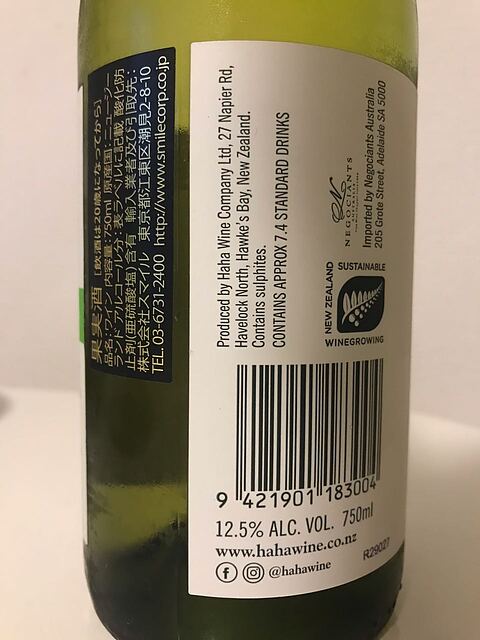 果実酒 [飲酒は20歳になってから]
品名：ワイン 内容量：750ml 原産国：ニュージー
ランド アルコール分：表ラベルに記載 酸化防
止剤(亜硫酸塩)含有 輸入業者及び引取先：
株式会社スマイル 東京都江東区潮見2-8-10
TEL. 03-6731-2400 http://www.smilecorp.co.jp
Produced by Haha Wine Company Ltd, 27 Napier Rd,
Havelock North, Hawke's Bay, New Zealand.
Contains sulphites.
CONTAINS APPROX 7.4 STANDARD DRINKS
NEGOCIANTS
Imported by Negociants Australia
205 Grote Street, Adelaide SA 5000
NEW ZEALAND
SUSTAINABLE
WINEGROWING
9 421901 183004
12.5% ALC. VOL. 750ml
www.hahawine.co.nz
@hahawine
R29027